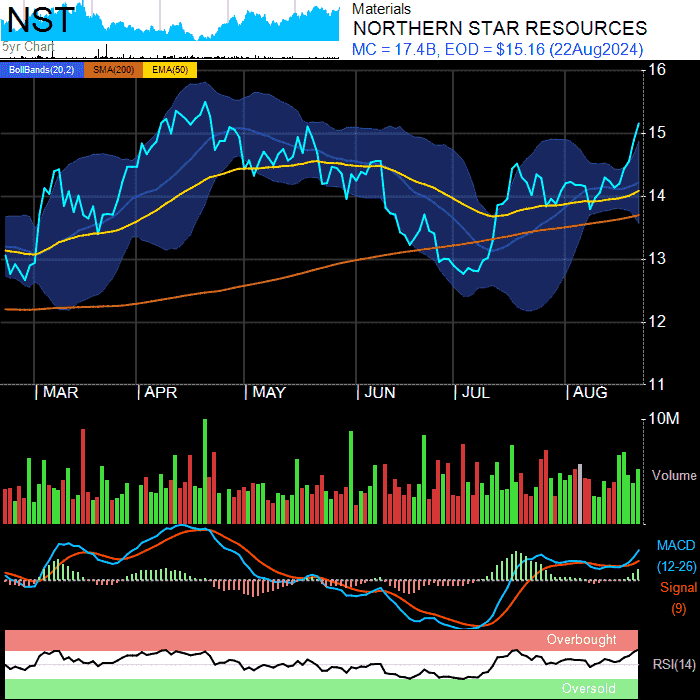 NST
5yr Chart
Materials
NORTHERN STAR RESOURCES
MC = 17.4B, EOD = $15.16 (22Aug2024)
BollBands(20,2) SMA(200) EMA(50)
16
15
14
13
12
11
MAR APR MAY JUN JUL AUG
10M
Volume
MACD
(12-26)
Signal
(9)
Overbought
RSI(14)
Oversold